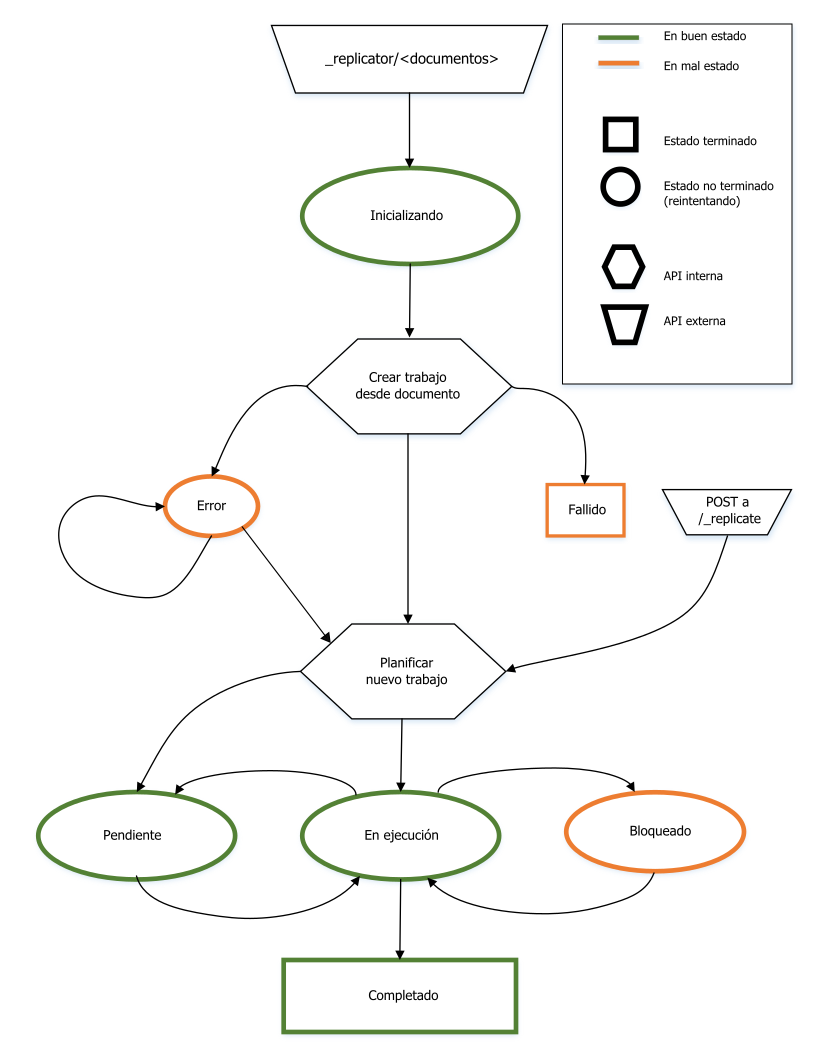 _replicator/<documentos>
En buen estado
En mal estado
Estado terminado
Estado no terminado
(reintentando)
API interna
API externa
Inicializando
Crear trabajo
desde documento
Error
Fallido
POST a
/_replicate
Planificar
nuevo trabajo
Pendiente
En ejecución
Bloqueado
Completado